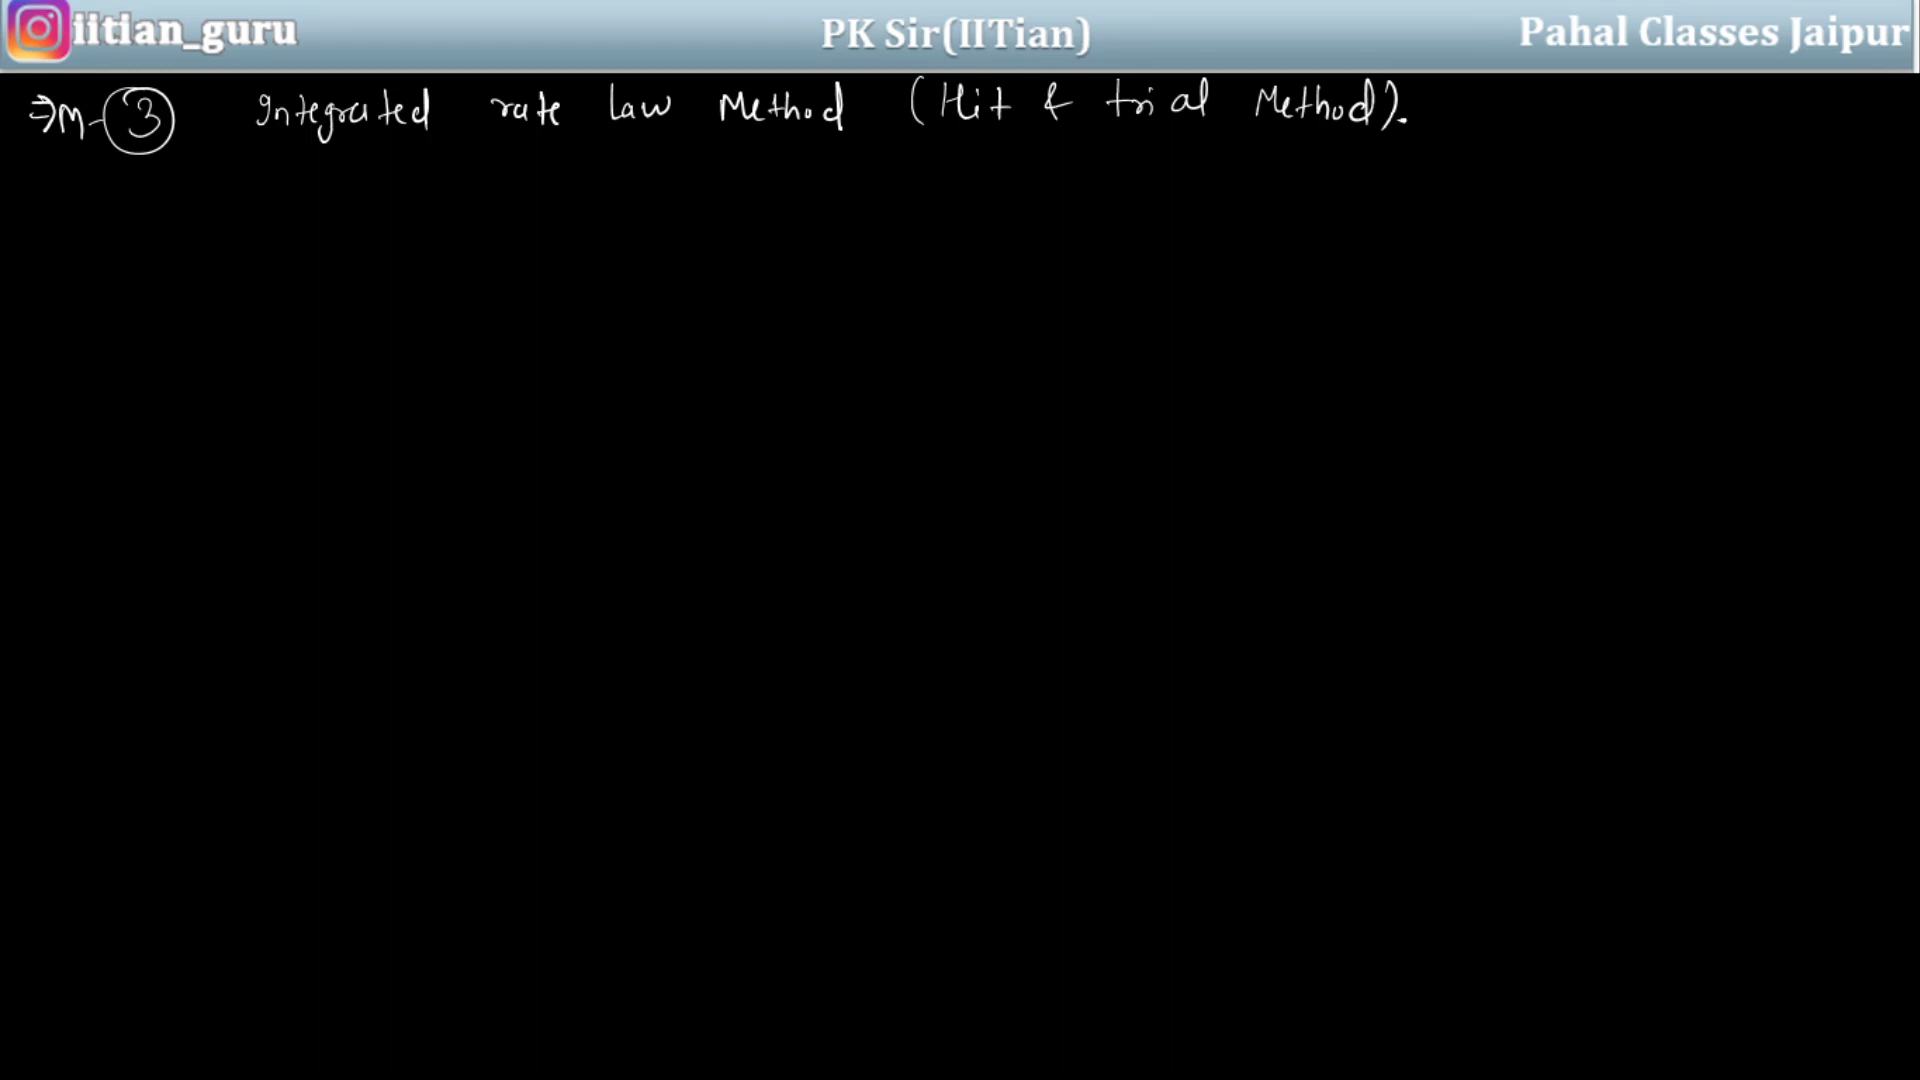 iitian_guru PK Sir(IITian) Pahal Classes Jaipur
⇒M-3 Integrated rate law Method (Hit & trial Method).